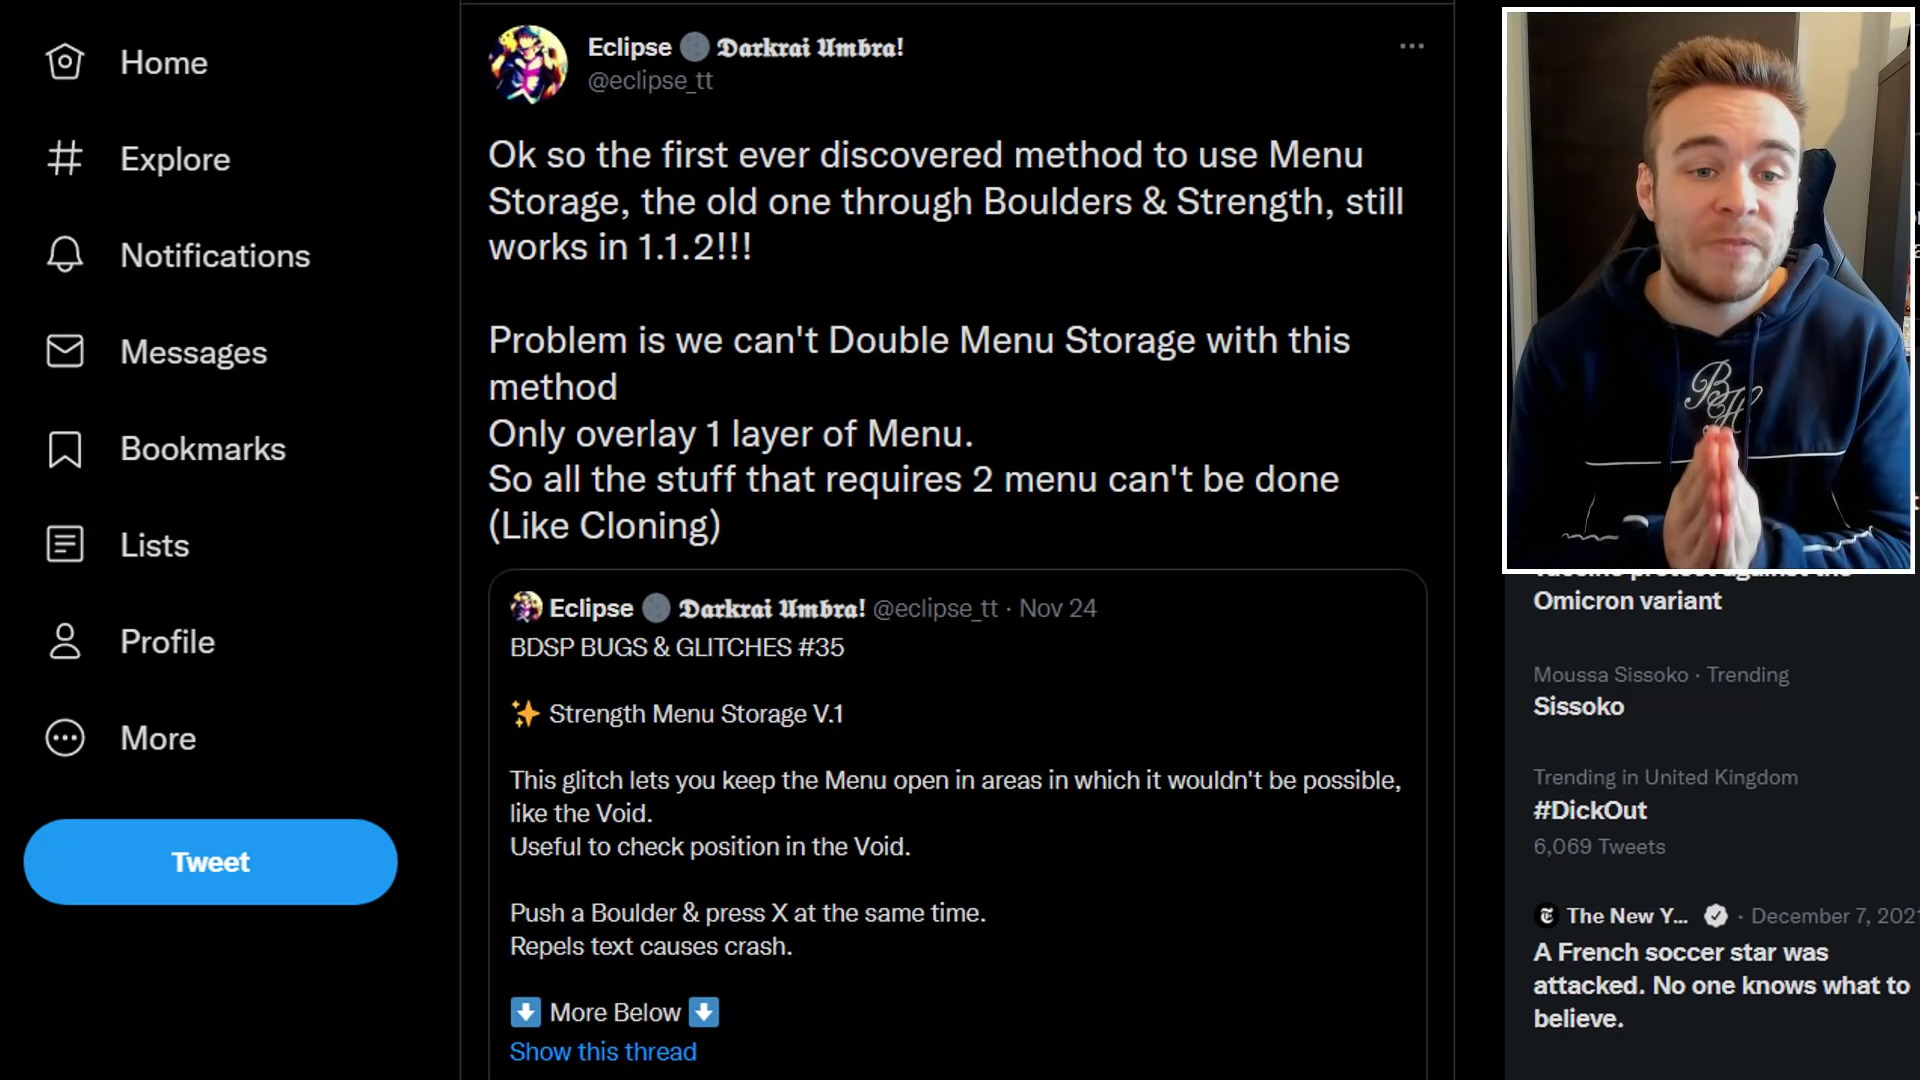 Home
Explore
Notifications
Messages
Bookmarks
Lists
Profile
More
Tweet
Eclipse 🌑 𝕯𝖆𝖗𝖐𝖗𝖆𝖎 𝖀𝖒𝖇𝖗𝖆!
@eclipse_tt
Ok so the first ever discovered method to use Menu
Storage, the old one through Boulders & Strength, still
works in 1.1.2!!!
Problem is we can't Double Menu Storage with this
method
Only overlay 1 layer of Menu.
So all the stuff that requires 2 menu can't be done
(Like Cloning)
Eclipse 🌑 𝕯𝖆𝖗𝖐𝖗𝖆𝖎 𝖀𝖒𝖇𝖗𝖆! @eclipse_tt · Nov 24
BDSP BUGS & GLITCHES #35
✨ Strength Menu Storage V.1
This glitch lets you keep the Menu open in areas in which it wouldn't be possible,
like the Void.
Useful to check position in the Void.
Push a Boulder & press X at the same time.
Repels text causes crash.
⬇️ More Below ⬇️
Show this thread
BH
Omicron variant
Moussa Sissoko · Trending
Sissoko
Trending in United Kingdom
#DickOut
6,069 Tweets
The New Y... · December 7, 202
A French soccer star was
attacked. No one knows what to
believe.